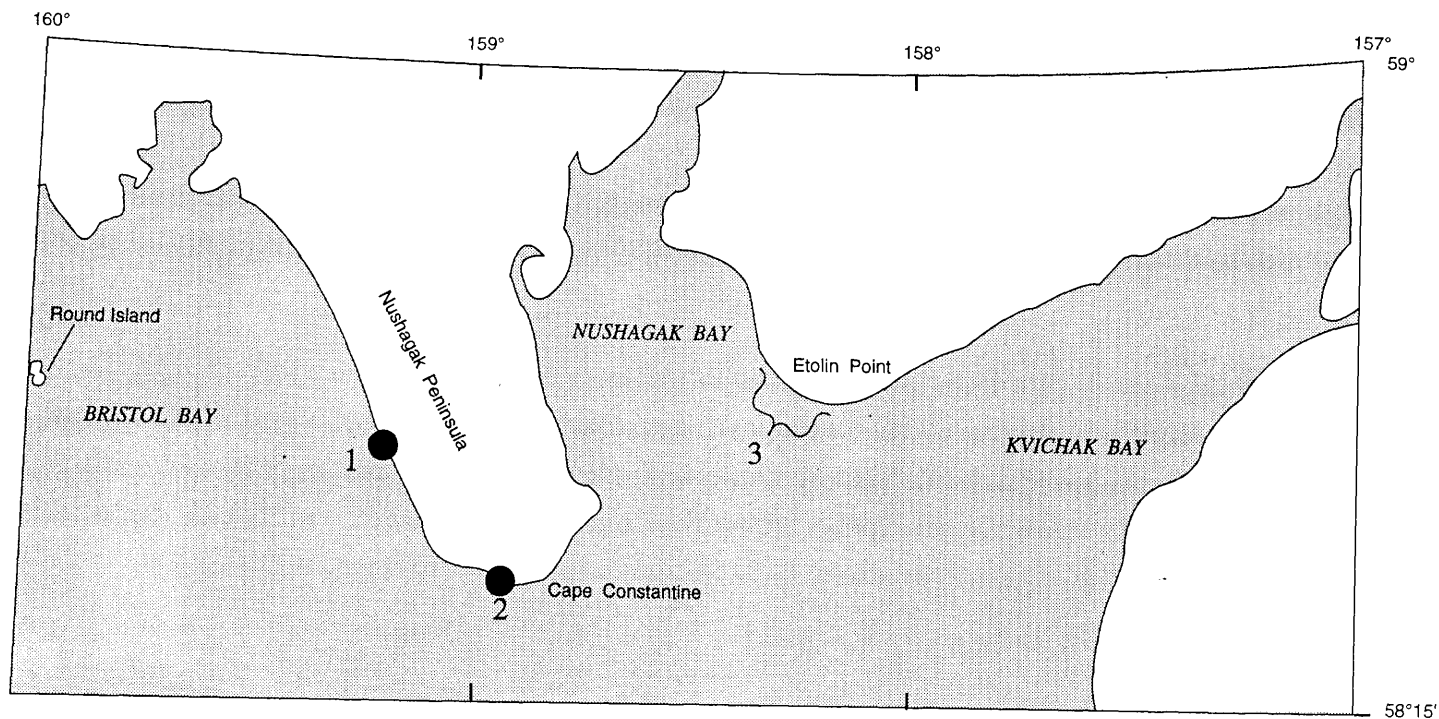 160°
159°
158°
157°
59°
Round Island
Nushagak Peninsula
NUSHAGAK BAY
Etolin Point
BRISTOL BAY
KVICHAK BAY
1
3
2
Cape Constantine
58°15'